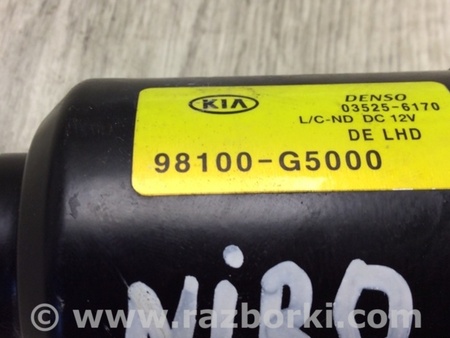 KIA
DENSO
03525-6170
L/C-ND DC 12V
DE LHD
98100-G5000
NiRO
© www.razborki.com